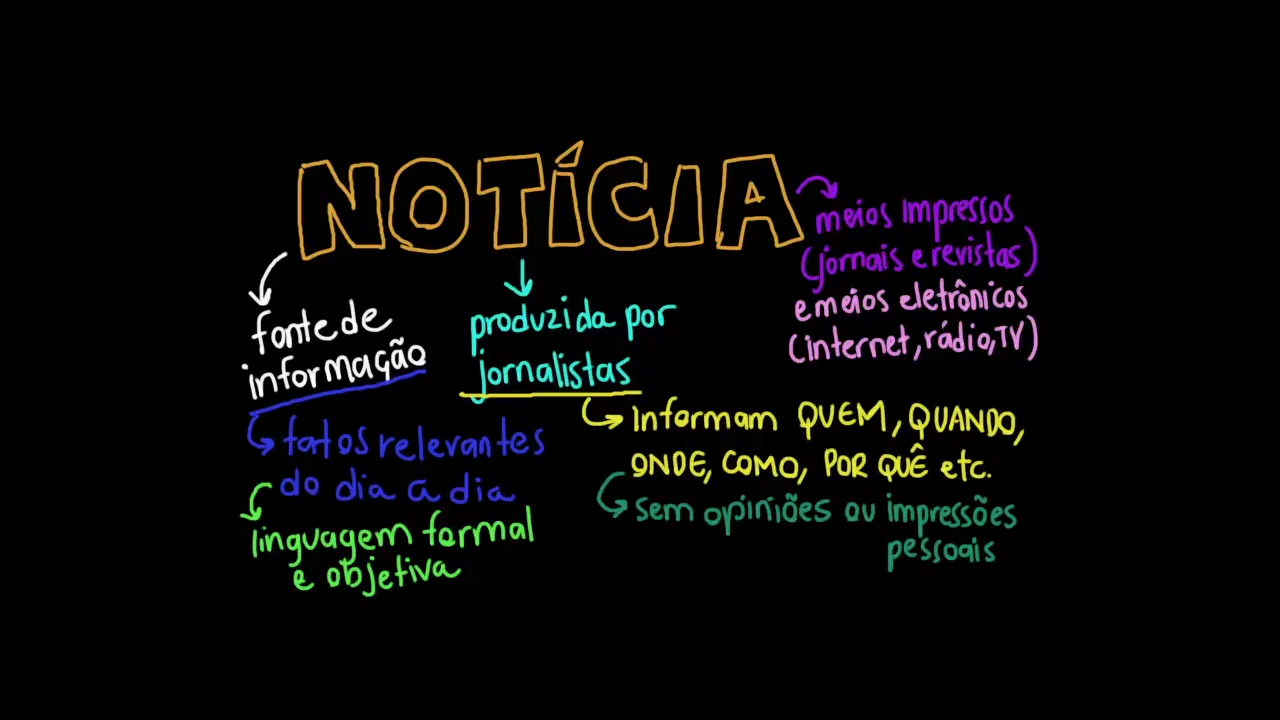 NOTÍCIA
meios impressos
(jornais e revistas)
e meios eletrônicos
(internet, rádio, TV)
fonte de
informação
fatos relevantes
do dia a dia
linguagem formal
e objetiva
produzida por
jornalistas
informam QUEM, QUANDO,
ONDE, COMO, POR QUÊ etc.
sem opiniões ou impressões
pessoais